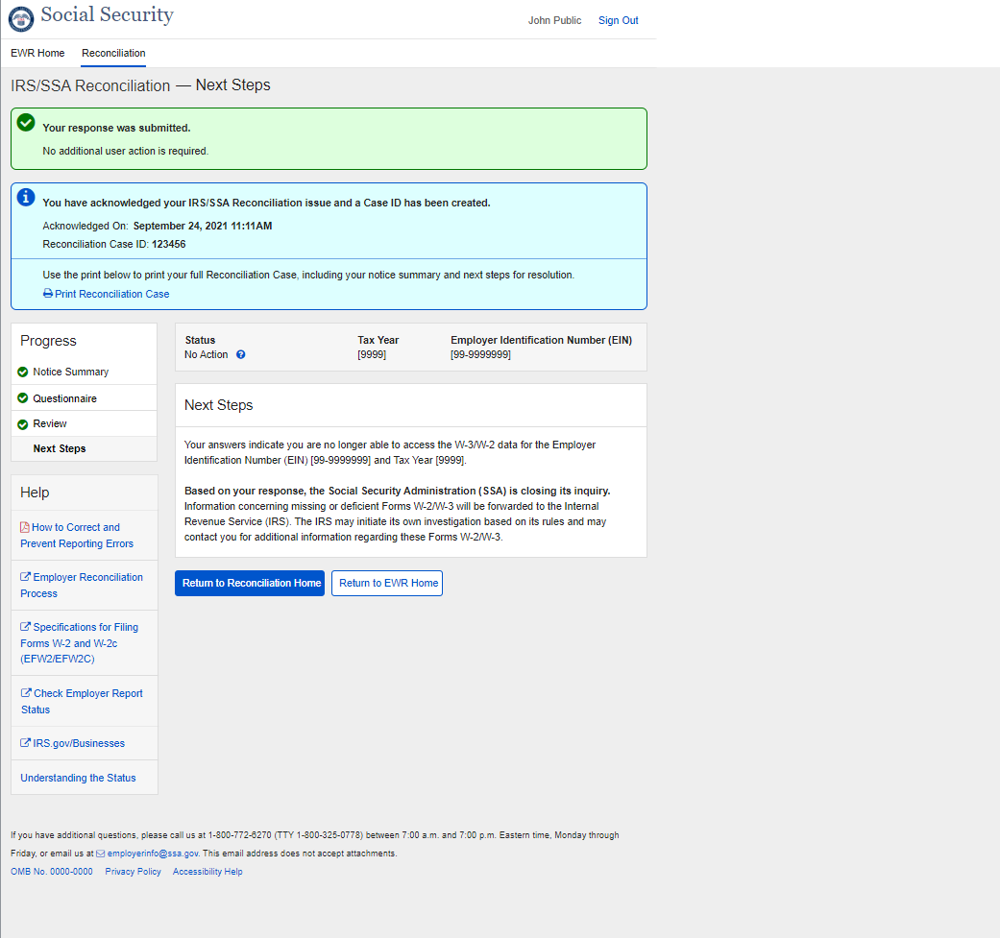 Social Security
John Public Sign Out
EWR Home Reconciliation
IRS/SSA Reconciliation — Next Steps
Your response was submitted.
No additional user action is required.
You have acknowledged your IRS/SSA Reconciliation issue and a Case ID has been created.
Acknowledged On: September 24, 2021 11:11AM
Reconciliation Case ID: 123456
Use the print below to print your full Reconciliation Case, including your notice summary and next steps for resolution.
Print Reconciliation Case
Progress
Notice Summary
Questionnaire
Review
Next Steps
Help
How to Correct and
Prevent Reporting Errors
Employer Reconciliation
Process
Specifications for Filing
Forms W-2 and W-2c
(EFW2/EFW2C)
Check Employer Report
Status
IRS.gov/Businesses
Understanding the Status
Status Tax Year Employer Identification Number (EIN)
No Action [9999] [99-9999999]
Next Steps
Your answers indicate you are no longer able to access the W-3/W-2 data for the Employer
Identification Number (EIN) [99-9999999] and Tax Year [9999].
Based on your response, the Social Security Administration (SSA) is closing its inquiry.
Information concerning missing or deficient Forms W-2/W-3 will be forwarded to the Internal
Revenue Service (IRS). The IRS may initiate its own investigation based on its rules and may
contact you for additional information regarding these Forms W-2/W-3.
Return to Reconciliation Home Return to EWR Home
If you have additional questions, please call us at 1-800-772-6270 (TTY 1-800-325-0778) between 7:00 a.m. and 7:00 p.m. Eastern time, Monday through
Friday, or email us at employerinfo@ssa.gov. This email address does not accept attachments.
OMB No. 0000-0000 Privacy Policy Accessibility Help